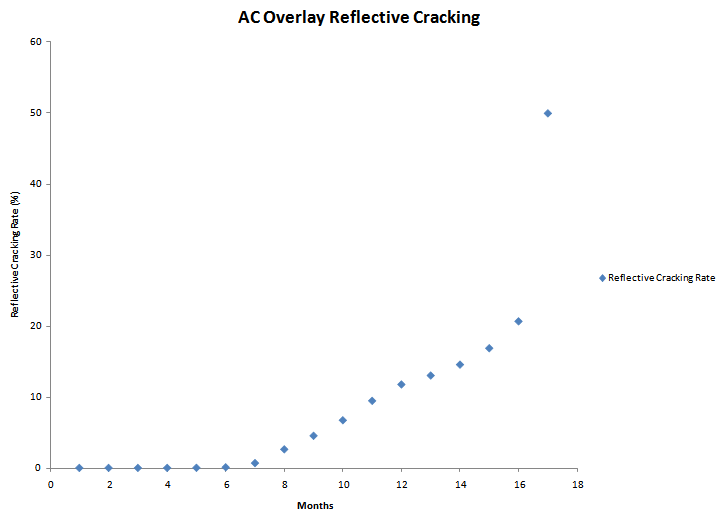 AC Overlay Reflective Cracking
60
50
40
30
20
10
0
Reflective Cracking Rate (%)
Reflective Cracking Rate
0 2 4 6 8 10 12 14 16 18
Months